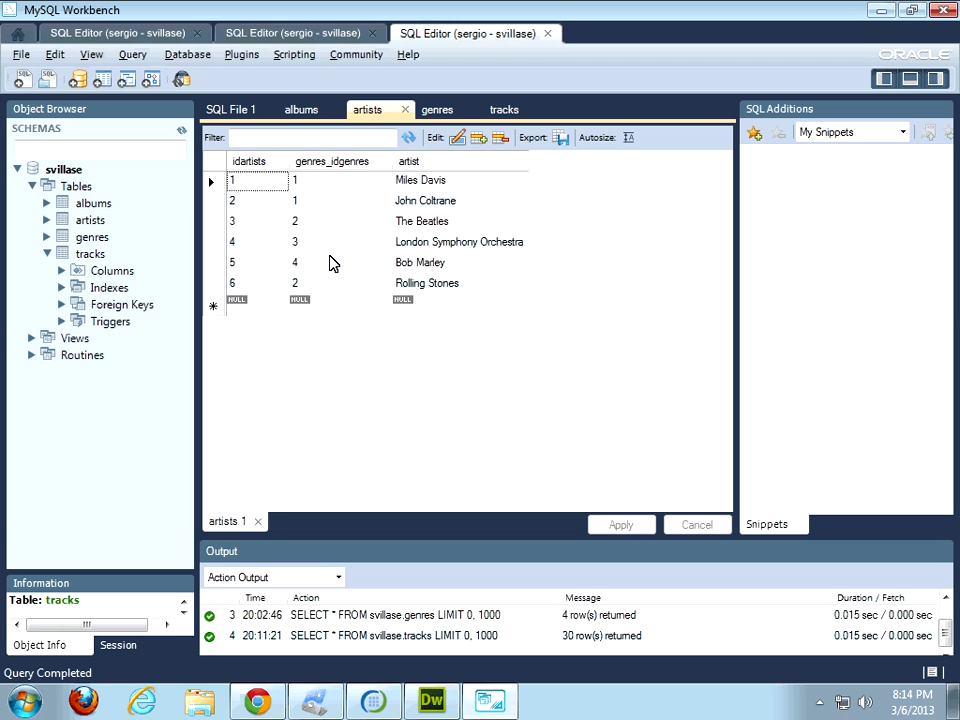 MySQL Workbench
SQL Editor (sergio - svillase)
SQL Editor (sergio - svillase)
SQL Editor (sergio - svillase)
File Edit View Query Database Plugins Scripting Community Help
ORACLE
Object Browser
SCHEMAS
svillase
Tables
albums
artists
genres
tracks
Columns
Indexes
Foreign Keys
Triggers
Views
Routines
Information
Table: tracks
Object Info Session
SQL File 1 albums artists genres tracks
Filter: Edit: Export: Autosize:
idartists genres_idgenres artist
1 1 Miles Davis
2 1 John Coltrane
3 2 The Beatles
4 3 London Symphony Orchestra
5 4 Bob Marley
6 2 Rolling Stones
NULL NULL NULL
artists 1
Apply Cancel
SQL Additions
My Snippets
Snippets
Output
Action Output
Time Action Message Duration / Fetch
3 20:02:46 SELECT * FROM svillase.genres LIMIT 0, 1000 4 row(s) returned 0.015 sec / 0.000 sec
4 20:11:21 SELECT * FROM svillase.tracks LIMIT 0, 1000 30 row(s) returned 0.015 sec / 0.000 sec
Query Completed
Dw
8:14 PM
3/6/2013